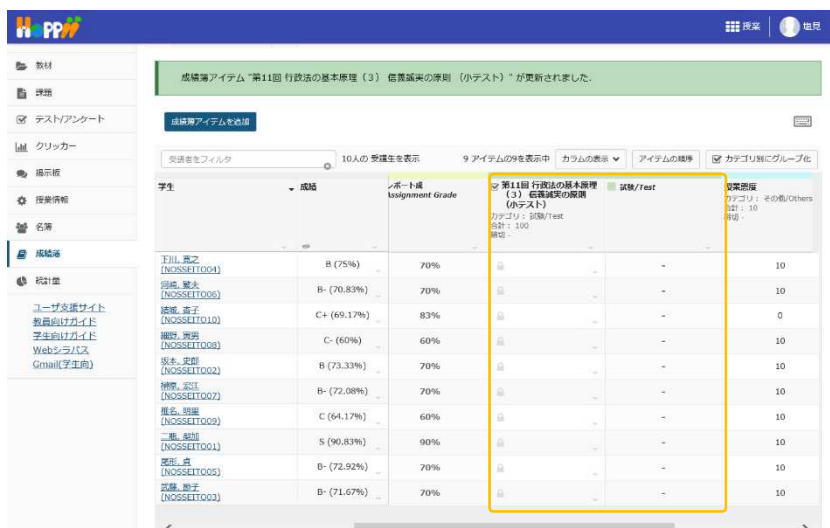 HoPPii
授業
塩見
教材
課題
テスト/アンケート
クリッカー
掲示板
授業情報
名簿
成績簿
統計量
ユーザ支援サイト
教員向けガイド
学生向けガイド
Webシラバス
Gmail(学生向)
成績簿アイテム "第11回 行政法の基本原理（3） 信義誠実の原則 （小テスト）" が更新されました.
成績簿アイテムを追加
受講者をフィルタ
10人の 受講生を表示
9 アイテムの9を表示中
カラムの表示
アイテムの順序
カテゴリ別にグループ化
学生
成績
レポート成
Assignment Grade
第11回 行政法の基本原理
（3） 信義誠実の原則
（小テスト）
カテゴリ： 試験/Test
合計： 100
締切 -
試験/Test
授業態度
カテゴリ： その他/Others
合計： 10
締切 -
下川, 寛之
(NOSSEITO04) B (75%) 70% - 10
(NOSSEITO06) B- (70.83%) 70% - 10
(NOSSEITO10) C+ (69.17%) 83% - 0
細野, 寅男
(NOSSEITO08) C- (60%) 60% - 10
坂本, 史郎
(NOSSEITO02) B (73.33%) 70% - 10
榊原, 宏江
(NOSSEITO07) B- (72.08%) 70% - 10
椎名, 明里
(NOSSEITO09) C (64.17%) 60% - 10
(NOSSEITO01) S (90.83%) 90% - 10
尾形, 貞
(NOSSEITO05) B- (72.92%) 70% - 10
武藤, 節子
(NOSSEITO03) B- (71.67%) 70% - 10